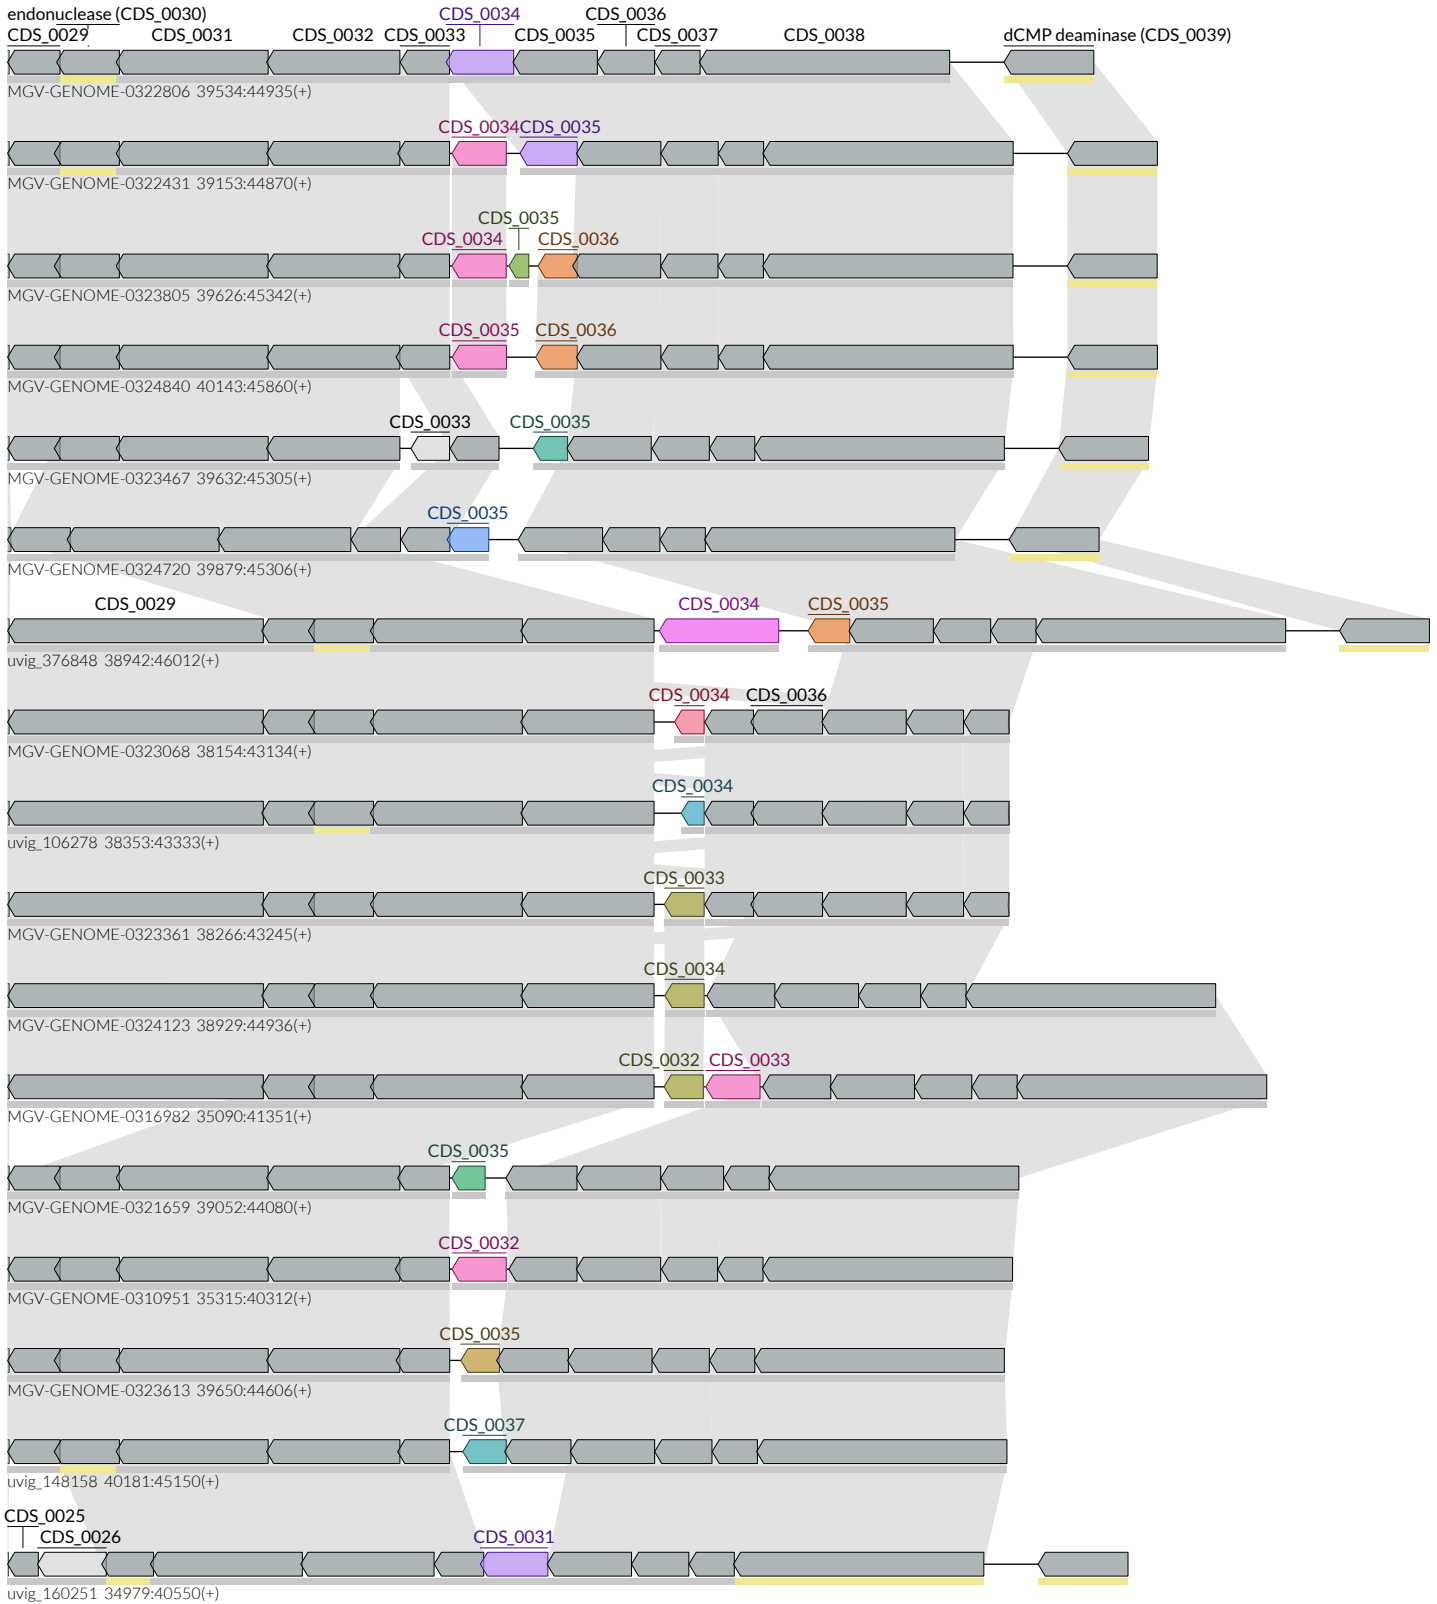 endonuclease (CDS_0030) CDS_0034 CDS_0036
CDS_0029 CDS_0031 CDS_0032 CDS_0033 CDS_0035 CDS_0037 CDS_0038 dCMP deaminase (CDS_0039)
MGV-GENOME-0322806 39534:44935(+)
CDS_0034 CDS_0035
MGV-GENOME-0322431 39153:44870(+)
CDS_0035
CDS_0034 CDS_0036
MGV-GENOME-0323805 39626:45342(+)
CDS_0035 CDS_0036
MGV-GENOME-0324840 40143:45860(+)
CDS_0033 CDS_0035
MGV-GENOME-0323467 39632:45305(+)
CDS_0035
MGV-GENOME-0324720 39879:45306(+)
CDS_0029 CDS_0034 CDS_0035
uvig_376848 38942:46012(+)
CDS_0034 CDS_0036
MGV-GENOME-0323068 38154:43134(+)
CDS_0034
uvig_106278 38353:43333(+)
CDS_0033
MGV-GENOME-0323361 38266:43245(+)
CDS_0034
MGV-GENOME-0324123 38929:44936(+)
CDS_0032 CDS_0033
MGV-GENOME-0316982 35090:41351(+)
CDS_0035
MGV-GENOME-0321659 39052:44080(+)
CDS_0032
MGV-GENOME-0310951 35315:40312(+)
CDS_0035
MGV-GENOME-0323613 39650:44606(+)
CDS_0037
uvig_148158 40181:45150(+)
CDS_0025
CDS_0026 CDS_0031
uvig_160251 34979:40550(+)